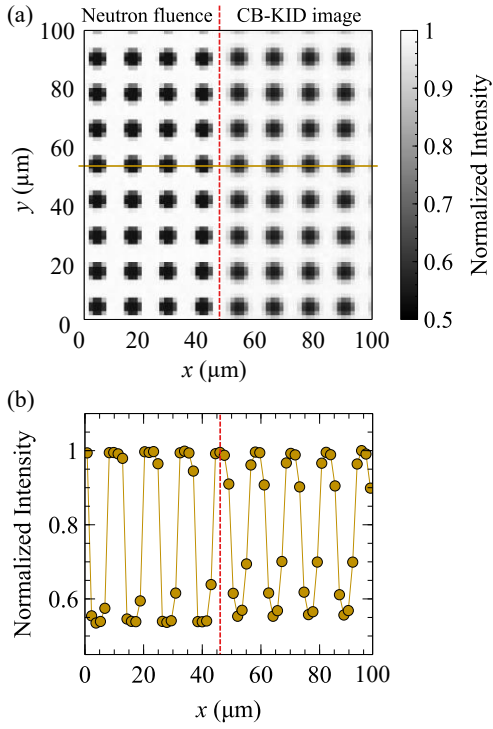 (a) Neutron fluence CB-KID image
100
80
60
40
20
0
y (μm)
0 20 40 60 80 100
x (μm)
1
0.9
0.8
0.7
0.6
0.5
Normalized Intensity
(b)
1
0.8
0.6
Normalized Intensity
0 20 40 60 80 100
x (μm)